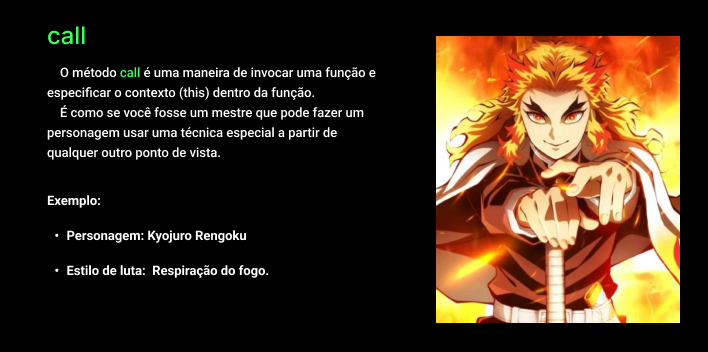 call
O método call é uma maneira de invocar uma função e
especificar o contexto (this) dentro da função.
É como se você fosse um mestre que pode fazer um
personagem usar uma técnica especial a partir de
qualquer outro ponto de vista.
Exemplo:
• Personagem: Kyojuro Rengoku
• Estilo de luta: Respiração do fogo.